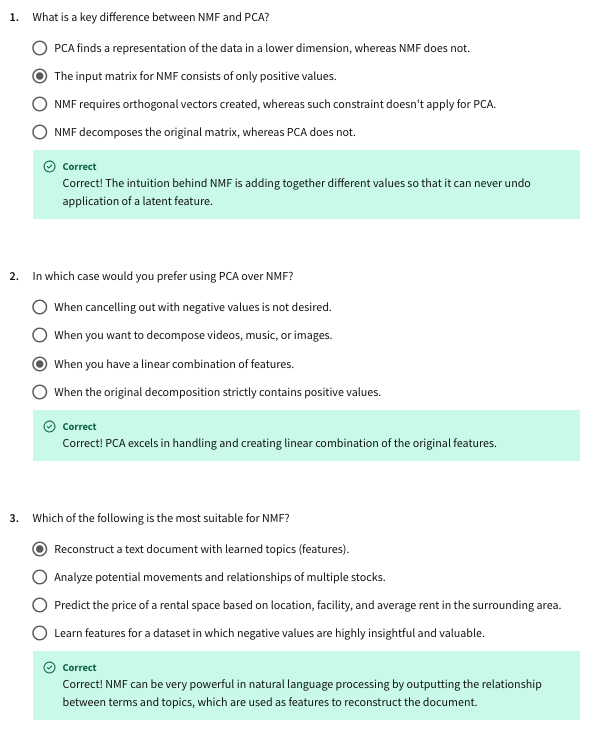 1. What is a key difference between NMF and PCA?
PCA finds a representation of the data in a lower dimension, whereas NMF does not.
The input matrix for NMF consists of only positive values.
NMF requires orthogonal vectors created, whereas such constraint doesn't apply for PCA.
NMF decomposes the original matrix, whereas PCA does not.
Correct
Correct! The intuition behind NMF is adding together different values so that it can never undo
application of a latent feature.
2. In which case would you prefer using PCA over NMF?
When cancelling out with negative values is not desired.
When you want to decompose videos, music, or images.
When you have a linear combination of features.
When the original decomposition strictly contains positive values.
Correct
Correct! PCA excels in handling and creating linear combination of the original features.
3. Which of the following is the most suitable for NMF?
Reconstruct a text document with learned topics (features).
Analyze potential movements and relationships of multiple stocks.
Predict the price of a rental space based on location, facility, and average rent in the surrounding area.
Learn features for a dataset in which negative values are highly insightful and valuable.
Correct
Correct! NMF can be very powerful in natural language processing by outputting the relationship
between terms and topics, which are used as features to reconstruct the document.